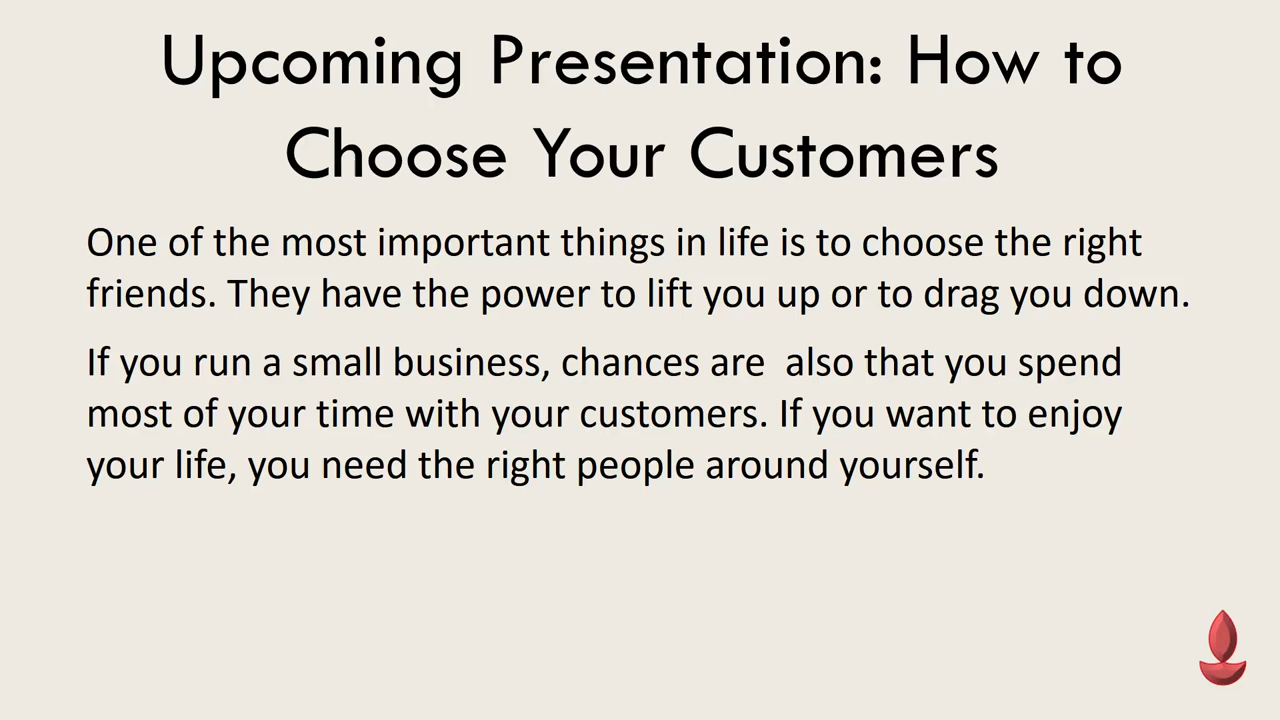 Upcoming Presentation: How to
Choose Your Customers
One of the most important things in life is to choose the right
friends. They have the power to lift you up or to drag you down.
If you run a small business, chances are  also that you spend
most of your time with your customers. If you want to enjoy
your life, you need the right people around yourself.